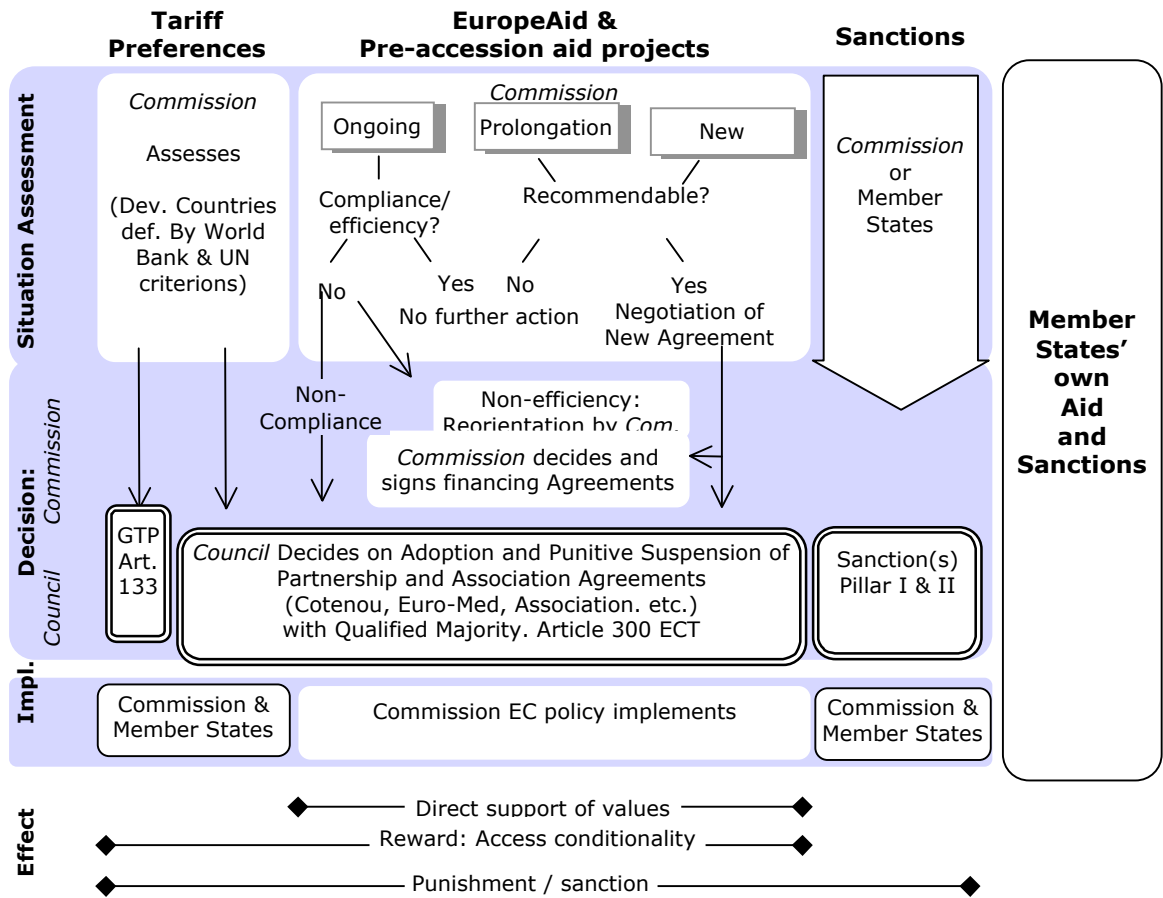 Tariff
Preferences
EuropeAid &
Pre-accession aid projects
Sanctions
Situation Assessment
Commission
Assesses
(Dev. Countries
def. By World
Bank & UN
criterions)
Commission
Ongoing
Prolongation
New
Compliance/
efficiency?
Recommendable?
No
Yes
No
Yes
No further action
Negotiation of
New Agreement
Commission
or
Member
States
Member
States’
own
Aid
and
Sanctions
Decision:
Commission
Council
Non-
Compliance
Non-efficiency:
Reorientation by Com.
Commission decides and
signs financing Agreements
GTP
Art.
133
Council Decides on Adoption and Punitive Suspension of
Partnership and Association Agreements
(Cotenou, Euro-Med, Association. etc.)
with Qualified Majority. Article 300 ECT
Sanction(s)
Pillar I & II
Impl.
Commission &
Member States
Commission EC policy implements
Commission &
Member States
Effect
Direct support of values
Reward: Access conditionality
Punishment / sanction